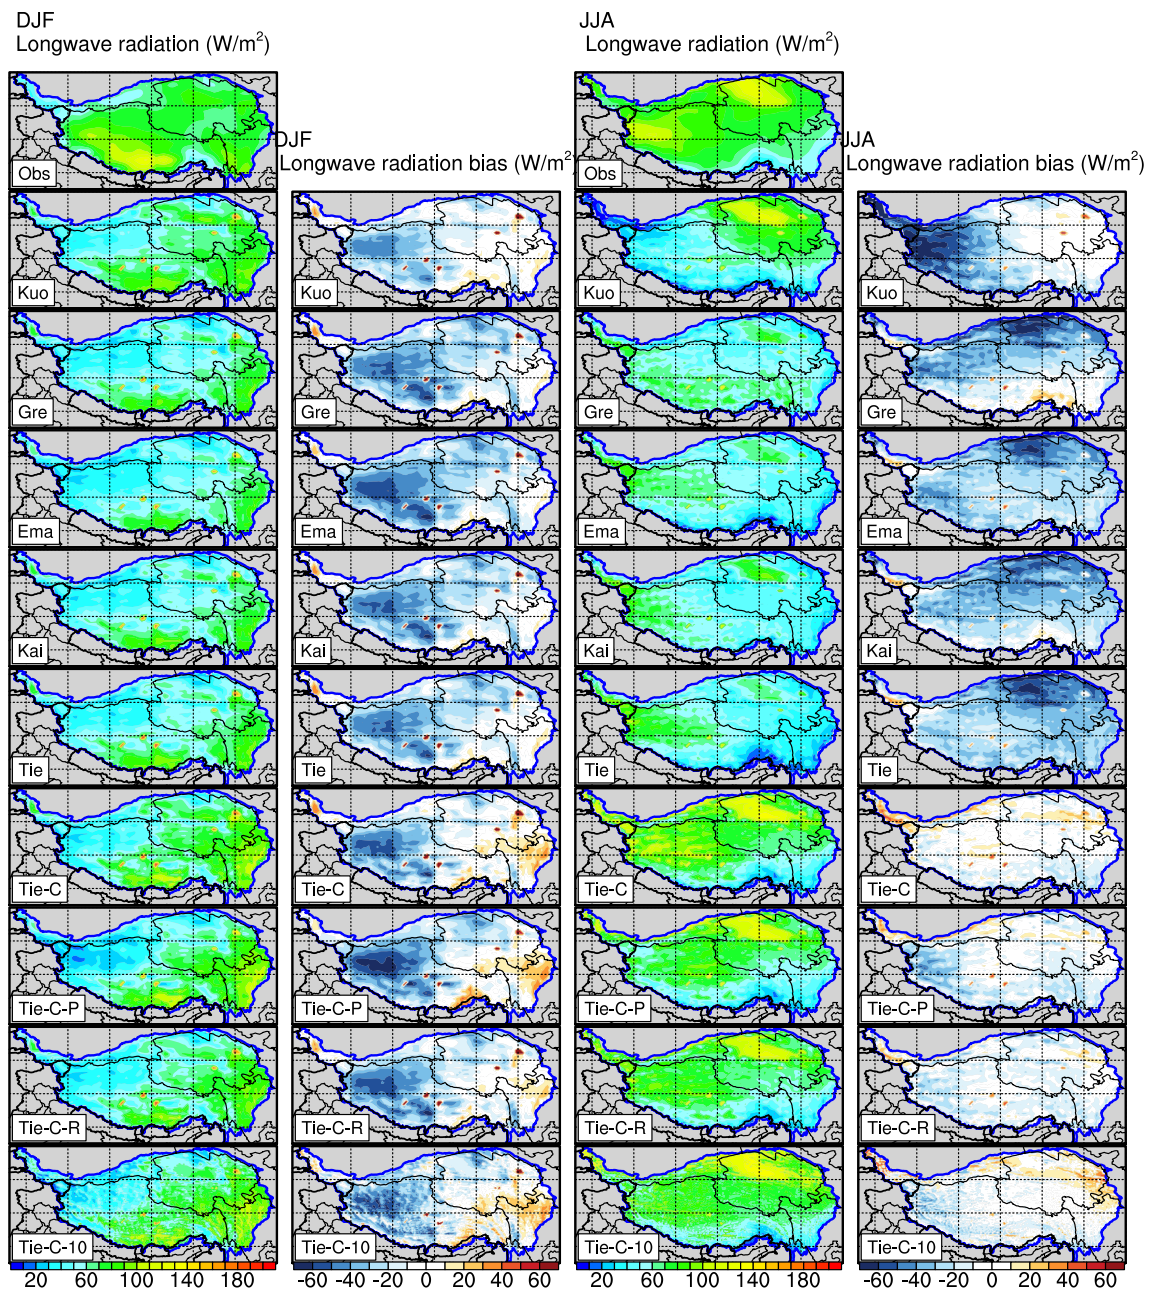 DJF
Longwave radiation (W/m²)
JJA
Longwave radiation (W/m²)
Obs
DJF
Longwave radiation bias (W/m²
Obs
JJA
Longwave radiation bias (W/m²)
Kuo
Kuo
Kuo
Kuo
Gre
Gre
Gre
Gre
Ema
Ema
Ema
Ema
Kai
Kai
Kai
Kai
Tie
Tie
Tie
Tie
Tie-C
Tie-C
Tie-C
Tie-C
Tie-C-P
Tie-C-P
Tie-C-P
Tie-C-P
Tie-C-R
Tie-C-R
Tie-C-R
Tie-C-R
Tie-C-10
Tie-C-10
Tie-C-10
Tie-C-10
20 60 100 140 180
-60 -40 -20 0 20 40 60
20 60 100 140 180
-60 -40 -20 0 20 40 60